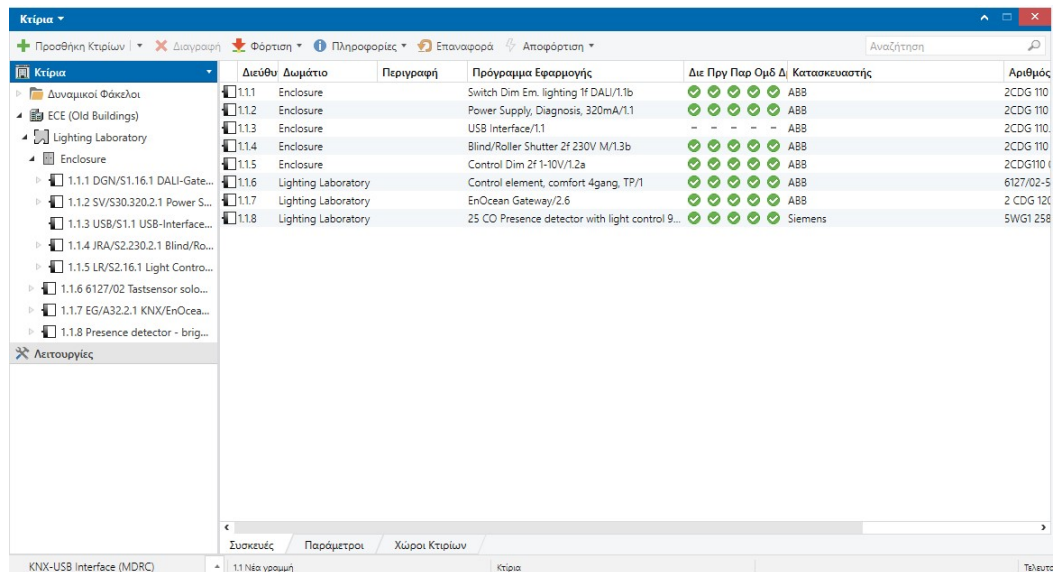 Κτίρια
Προσθήκη Κτιρίων Διαγραφή Φόρτιση Πληροφορίες Επαναφορά Αποφόρτιση Αναζήτηση
Κτίρια
Δυναμικοί Φάκελοι
ECE (Old Buildings)
Lighting Laboratory
Enclosure
1.1.1 DGN/S1.16.1 DALI-Gate...
1.1.2 SV/S30.320.2.1 Power S...
1.1.3 USB/S1.1 USB-Interface...
1.1.4 JRA/S2.230.2.1 Blind/Ro...
1.1.5 LR/S2.16.1 Light Contro...
1.1.6 6127/02 Tastsensor solo...
1.1.7 EG/A32.2.1 KNX/EnOcea...
1.1.8 Presence detector - brig...
Λειτουργίες
Διεύθυ Δωμάτιο Περιγραφή Πρόγραμμα Εφαρμογής Διε Πργ Παρ Ομδ Δ Κατασκευαστής Αριθμός
1.1.1 Enclosure Switch Dim Em. lighting 1f DALI/1.1b ABB 2CDG 110
1.1.2 Enclosure Power Supply, Diagnosis, 320mA/1.1 ABB 2CDG 110
1.1.3 Enclosure USB Interface/1.1 - - - - - ABB 2CDG 110.
1.1.4 Enclosure Blind/Roller Shutter 2f 230V M/1.3b ABB 2CDG 110
1.1.5 Enclosure Control Dim 2f 1-10V/1.2a ABB 2CDG110
1.1.6 Lighting Laboratory Control element, comfort 4gang, TP/1 ABB 6127/02-5
1.1.7 Lighting Laboratory EnOcean Gateway/2.6 ABB 2 CDG 120
1.1.8 Lighting Laboratory 25 CO Presence detector with light control 9... Siemens 5WG1 258
Συσκευές Παράμετροι Χώροι Κτιρίων
KNX-USB Interface (MDRC) 1.1 Νέα γραμμή Κτίρια Τελευτα